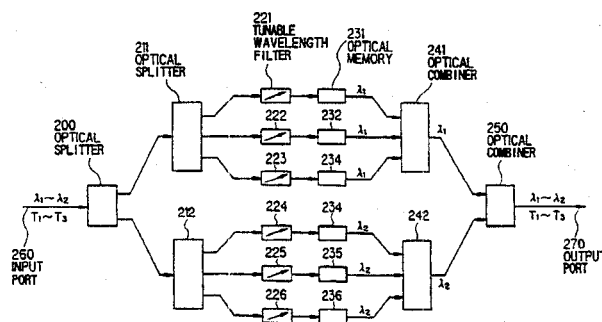 221
TUNABLE
WAVELENGTH
FILTER
231
OPTICAL
MEMORY
241
OPTICAL
COMBINER
211
OPTICAL
SPLITTER
λ1
200
OPTICAL
SPLITTER
222
232
λ1
λ1
250
OPTICAL
COMBINER
223
234
λ1
λ1~λ2
T1~T3
260
INPUT
PORT
212
224
234
λ2
242
λ1~λ2
T1~T3
270
OUTPUT
PORT
225
235
λ2
λ2
226
236
λ2